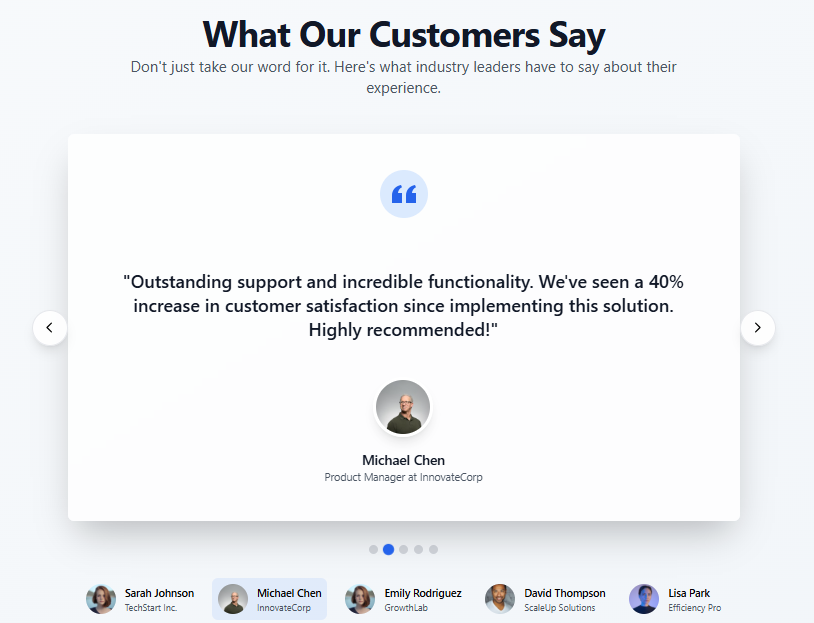 What Our Customers Say
Don't just take our word for it. Here's what industry leaders have to say about their
experience.
"Outstanding support and incredible functionality. We've seen a 40%
increase in customer satisfaction since implementing this solution.
Highly recommended!"
Michael Chen
Product Manager at InnovateCorp
Sarah Johnson
TechStart Inc.
Michael Chen
InnovateCorp
Emily Rodriguez
GrowthLab
David Thompson
ScaleUp Solutions
Lisa Park
Efficiency Pro